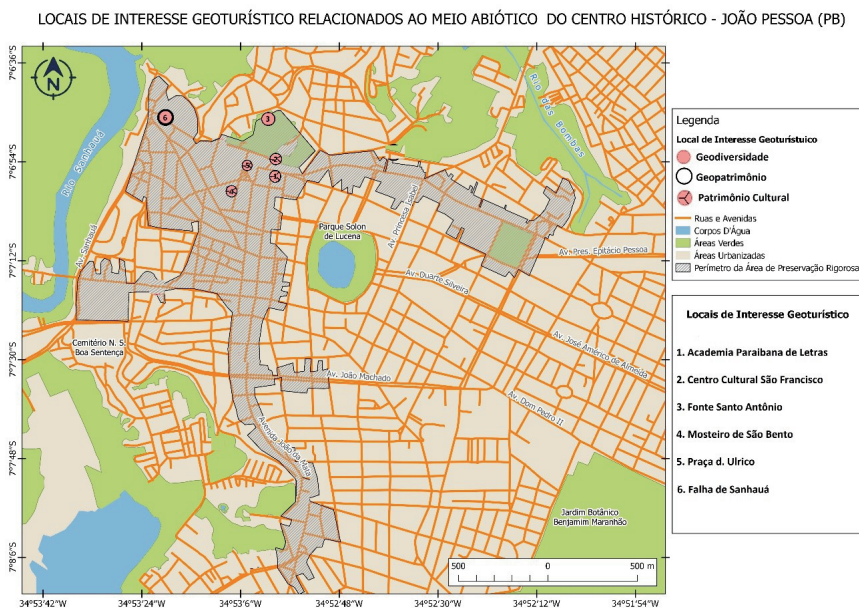 LOCAIS DE INTERESSE GEOTURÍSTICO RELACIONADOS AO MEIO ABIÓTICO DO CENTRO HISTÓRICO - JOÃO PESSOA (PB)
7°6'36"S
7°6'54"S
7°7'12"S
7°7'30"S
7°7'48"S
7°8'6"S
N
Rio Sanhauá
Rio das Bombas
6
3
2
5
1
4
Av. Sanhauá
Parque Solon
de Lucena
Av. Princesa Isabel
Av. Pres. Epitácio Pessoa
Av. Duarte Silveira
Av. José Américo de Almeida
Cemitério N. S.
Boa Sentença
Av. João Machado
Av. Dom Pedro II
Avenida João da Mata
Jardim Botânico
Benjamim Maranhão
500 0 500 m
34°53'42"W 34°53'24"W 34°53'6"W 34°52'48"W 34°52'30"W 34°52'12"W 34°51'54"W
Legenda
Local de Interesse Geoturístuico
Geodiversidade
Geopatrimônio
Patrimônio Cultural
Ruas e Avenidas
Corpos D'Água
Áreas Verdes
Áreas Urbanizadas
Perímetro da Área de Preservação Rigorosa
Locais de Interesse Geoturístico
1. Academia Paraibana de Letras
2. Centro Cultural São Francisco
3. Fonte Santo Antônio
4. Mosteiro de São Bento
5. Praça d. Ulrico
6. Falha de Sanhauá